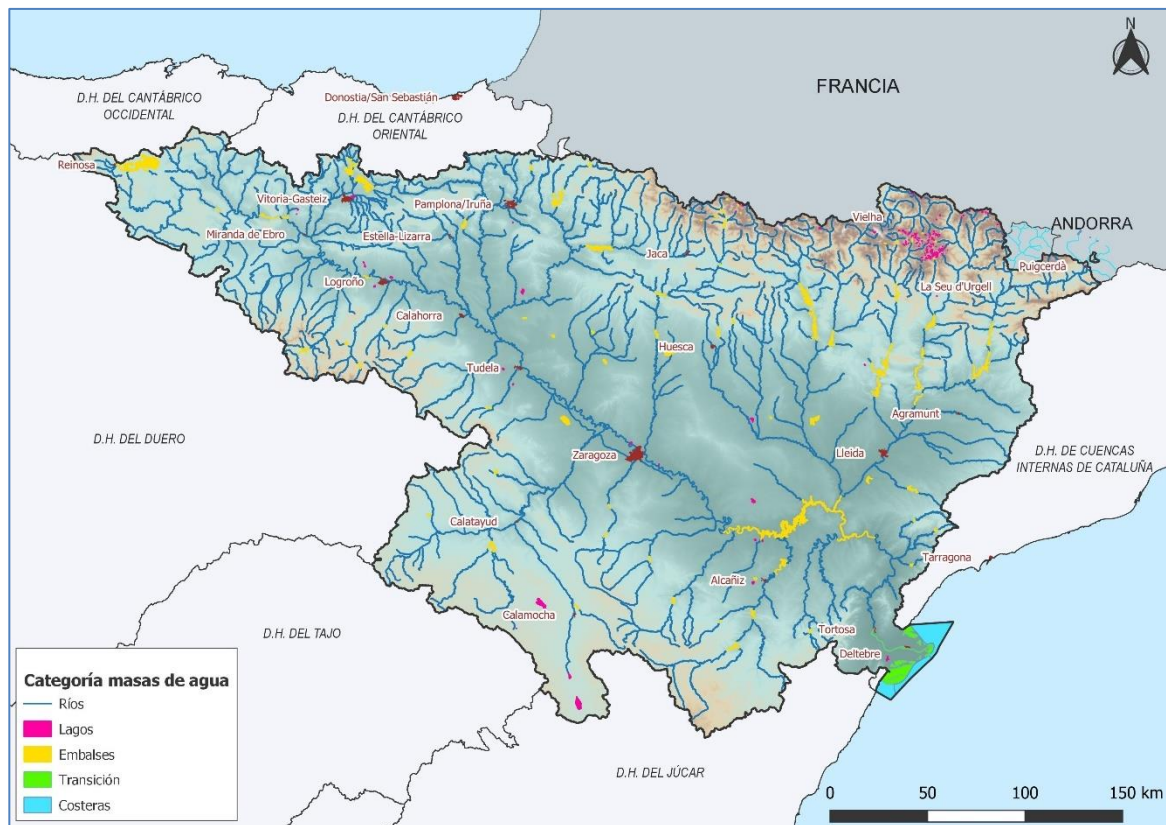 N
FRANCIA
D.H. DEL CANTÁBRICO
OCCIDENTAL
Donostia/San Sebastián
D.H. DEL CANTÁBRICO
ORIENTAL
Reinosa
Vitoria-Gasteiz
Pamplona/Iruña
Vielha
ANDORRA
Miranda de Ebro
Estella-Lizarra
Jaca
Puigcerdà
Logroño
La Seu d'Urgell
Calahorra
Huesca
Tudela
Agramunt
D.H. DEL DUERO
Zaragoza
Lleida
D.H. DE CUENCAS
INTERNAS DE CATALUÑA
Calatayud
Tarragona
Alcañiz
Calamocha
D.H. DEL TAJO
Tortosa
Deltebre
Categoría masas de agua
Ríos
Lagos
Embalses
Transición
Costeras
D.H. DEL JÚCAR
0 50 100 150 km